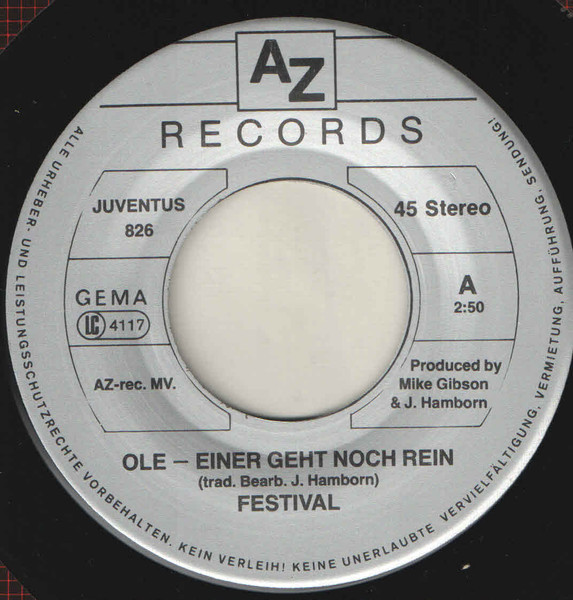 AZ
RECORDS
JUVENTUS
826
45 Stereo
GEMA
LC 4117
A
2:50
AZ-rec. MV.
Produced by
Mike Gibson
& J. Hamborn
OLE – EINER GEHT NOCH REIN
(trad. Bearb. J. Hamborn)
FESTIVAL
ALLE URHEBER- UND LEISTUNGSSCHUTZRECHTE VORBEHALTEN. KEIN VERLEIH! KEINE UNERLAUBTE VERVIELFÄLTIGUNG, VERMIETUNG, AUFFÜHRUNG, SENDUNG!